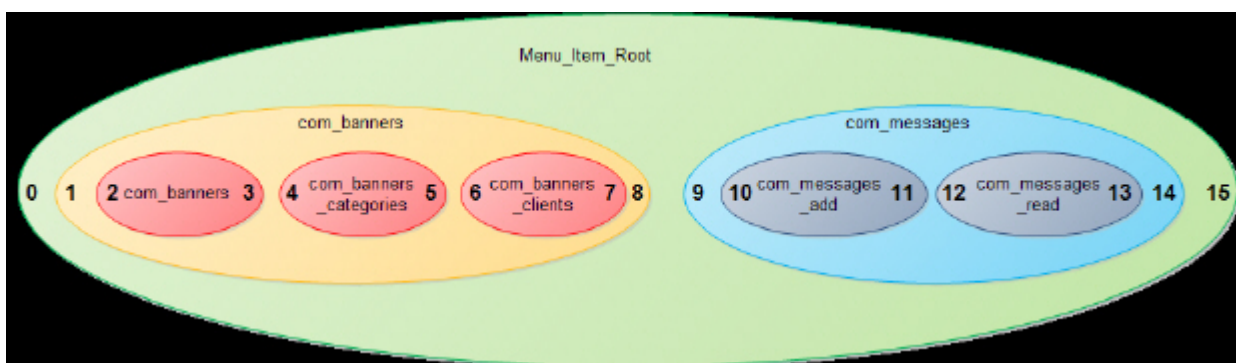 Menu_Item_Root
com_banners
com_messages
0 1 2 com_banners 3 4 com_banners 5 6 com_banners 7 8 9 10 com_messages 11 12 com_messages 13 14 15
_categories _clients _add _read